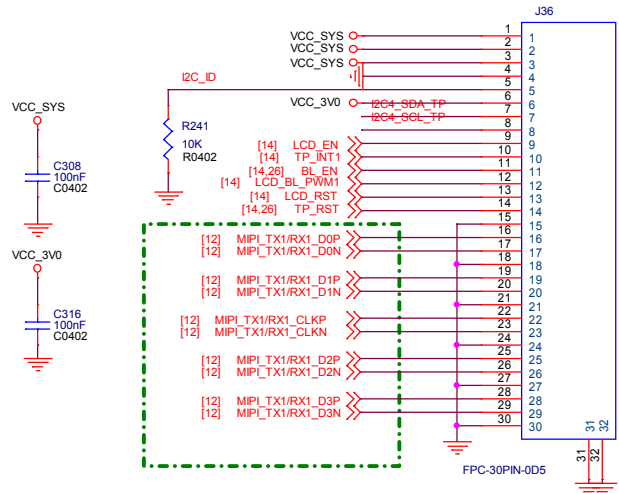 J36
VCC_SYS 1 1
VCC_SYS 2 2
VCC_SYS 3 3
4 4
I2C_ID 5 5
VCC_3V0 6 6
I2C4_SDA_TP 7 7
I2C4_SCL_TP 8 8
[14] LCD_EN 9 9
[14] TP_INT1 10 10
[14,26] BL_EN 11 11
[14] LCD_BL_PWM1 12 12
[14] LCD_RST 13 13
[14,26] TP_RST 14 14
15 15
[12] MIPI_TX1/RX1_D0P 16 16
[12] MIPI_TX1/RX1_D0N 17 17
18 18
[12] MIPI_TX1/RX1_D1P 19 19
[12] MIPI_TX1/RX1_D1N 20 20
21 21
[12] MIPI_TX1/RX1_CLKP 22 22
[12] MIPI_TX1/RX1_CLKN 23 23
24 24
[12] MIPI_TX1/RX1_D2P 25 25
[12] MIPI_TX1/RX1_D2N 26 26
27 27
[12] MIPI_TX1/RX1_D3P 28 28
[12] MIPI_TX1/RX1_D3N 29 29
30 30
31 32
31 32
FPC-30PIN-0D5
R241
10K
R0402
VCC_SYS
C308
100nF
C0402
VCC_3V0
C316
100nF
C0402